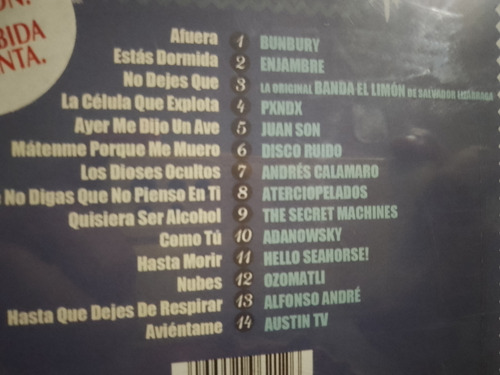 ON.
BIDA
NTA.
Afuera 1 BUNBURY
Estás Dormida 2 ENJAMBRE
No Dejes Que 3 LA ORIGINAL BANDA EL LIMÓN DE SALVADOR LIZÁRRAGA
La Célula Que Explota 4 PXNDX
Ayer Me Dijo Un Ave 5 JUAN SON
Mátenme Porque Me Muero 6 DISCO RUIDO
Los Dioses Ocultos 7 ANDRÉS CALAMARO
No Digas Que No Pienso En Ti 8 ATERCIOPELADOS
Quisiera Ser Alcohol 9 THE SECRET MACHINES
Como Tú 10 ADANOWSKY
Hasta Morir 11 HELLO SEAHORSE!
Nubes 12 OZOMATLI
Hasta Que Dejes De Respirar 13 ALFONSO ANDRÉ
Aviéntame 14 AUSTIN TV